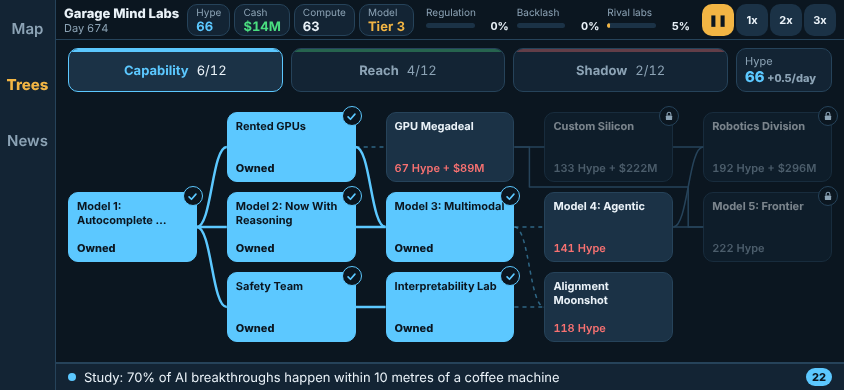 Map
Trees
News
Garage Mind Labs
Day 674
Hype
66
Cash
$14M
Compute
63
Model
Tier 3
Regulation
0%
Backlash
0%
Rival labs
5%
1x
2x
3x
Capability 6/12
Reach 4/12
Shadow 2/12
Hype
66 +0.5/day
Rented GPUs
Owned
GPU Megadeal
67 Hype + $89M
Custom Silicon
133 Hype + $222M
Robotics Division
192 Hype + $296M
Model 1:
Autocomplete ...
Owned
Model 2: Now With
Reasoning
Owned
Model 3: Multimodal
Owned
Model 4: Agentic
141 Hype
Model 5: Frontier
222 Hype
Safety Team
Owned
Interpretability Lab
Owned
Alignment
Moonshot
118 Hype
Study: 70% of AI breakthroughs happen within 10 metres of a coffee machine
22